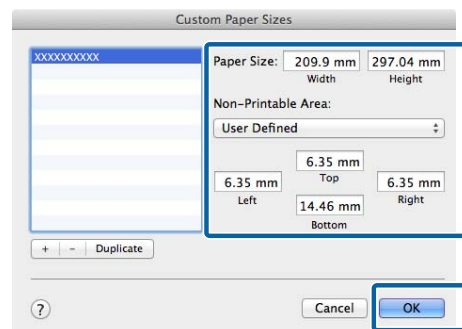 Custom Paper Sizes
XXXXXXXXXX
Paper Size: 209.9 mm 297.04 mm
Width Height
Non-Printable Area:
User Defined
6.35 mm
Top
6.35 mm 6.35 mm
Left Right
14.46 mm
Bottom
+ - Duplicate
? Cancel OK